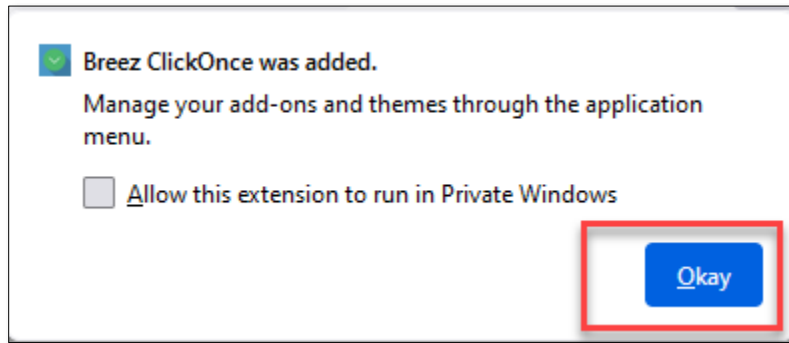 Breez ClickOnce was added.
Manage your add-ons and themes through the application
menu.
Allow this extension to run in Private Windows
Okay